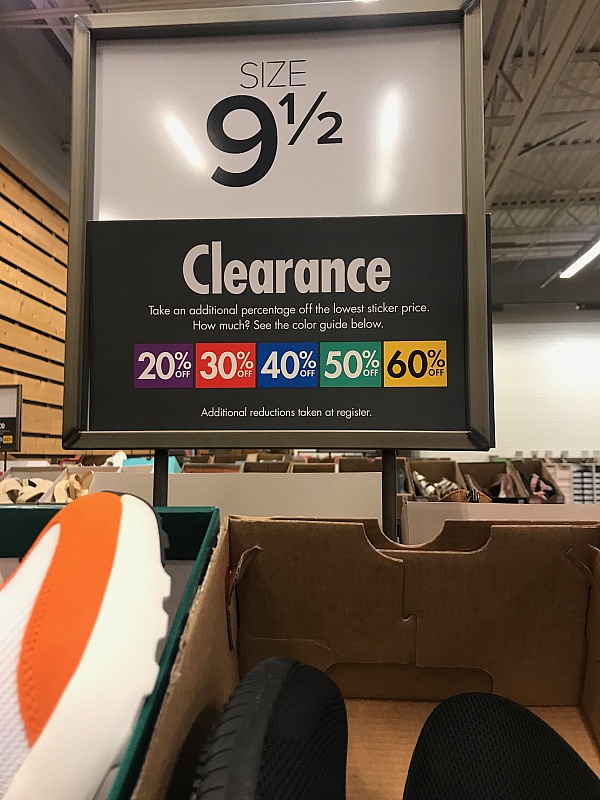 SIZE
9½
Clearance
Take an additional percentage off the lowest sticker price.
How much? See the color guide below.
20% OFF 30% OFF 40% OFF 50% OFF 60% OFF
Additional reductions taken at register.